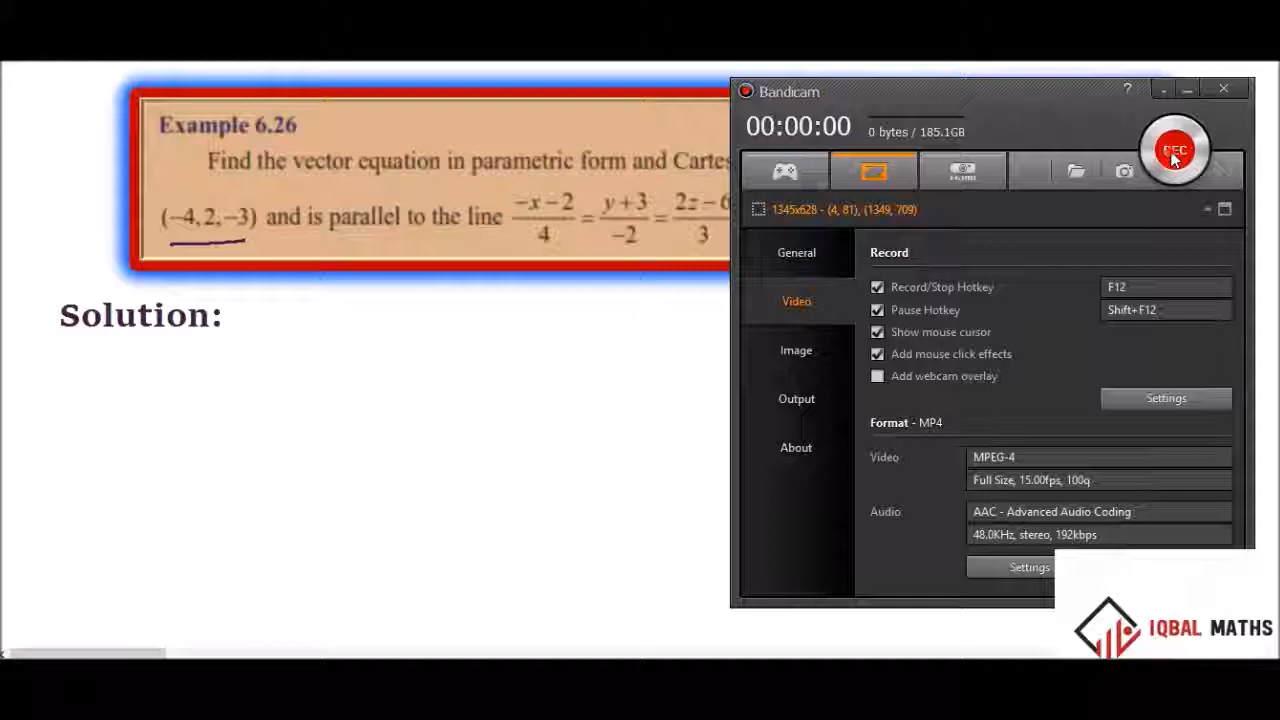 Example 6.26
Find the vector equation in parametric form and Cartes
(−4, 2, −3) and is parallel to the line (−x−2)/4 = (y+3)/−2 = (2z−6)/3
Solution:
Bandicam
?
00:00:00
0 bytes / 185.1GB
REC
HDMI
1345x628 - (4, 81), (1349, 709)
General
Video
Image
Output
About
Record
Record/Stop Hotkey
F12
Pause Hotkey
Shift+F12
Show mouse cursor
Add mouse click effects
Add webcam overlay
Settings
Format - MP4
Video
MPEG-4
Full Size, 15.00fps, 100q
Audio
AAC - Advanced Audio Coding
48.0KHz, stereo, 192kbps
Settings
IQBAL MATHS